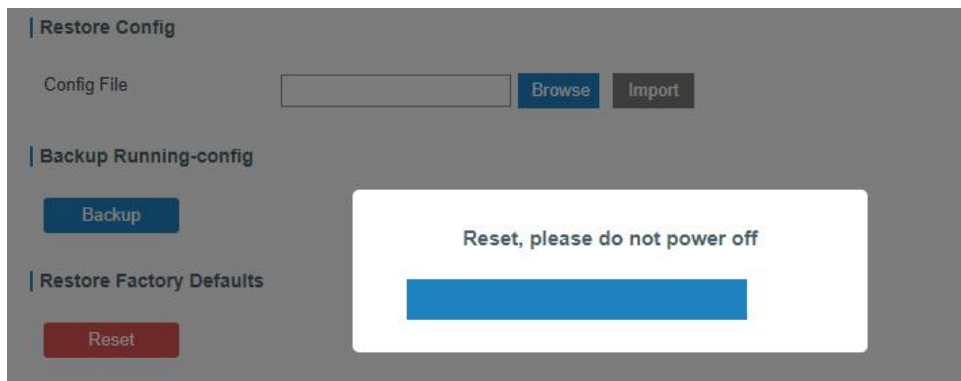 Restore Config
Config File
Browse
Import
Backup Running-config
Backup
Reset, please do not power off
Restore Factory Defaults
Reset